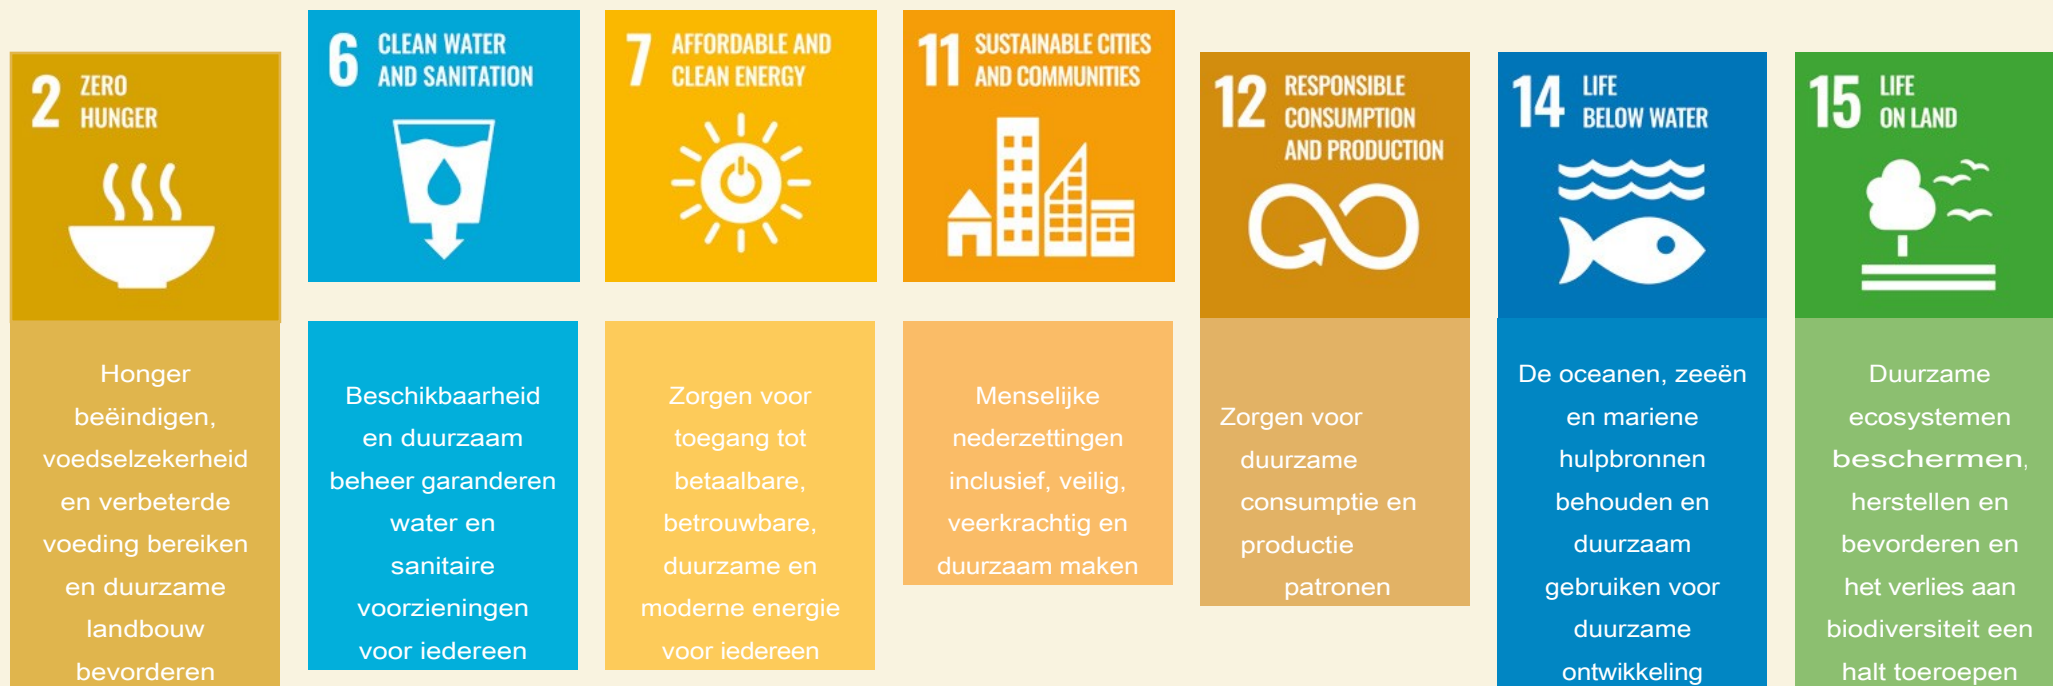 2 ZERO
HUNGER
Honger
beëindigen,
voedselzekerheid
en verbeterde
voeding bereiken
en duurzame
landbouw
bevorderen
6 CLEAN WATER
AND SANITATION
Beschikbaarheid
en duurzaam
beheer garanderen
water en
sanitaire
voorzieningen
voor iedereen
7 AFFORDABLE AND
CLEAN ENERGY
Zorgen voor
toegang tot
betaalbare,
betrouwbare,
duurzame en
moderne energie
voor iedereen
11 SUSTAINABLE CITIES
AND COMMUNITIES
Menselijke
nederzettingen
inclusief, veilig,
veerkrachtig en
duurzaam maken
12 RESPONSIBLE
CONSUMPTION
AND PRODUCTION
Zorgen voor
duurzame
consumptie en
productie
patronen
14 LIFE
BELOW WATER
De oceanen, zeeën
en mariene
hulpbronnen
behouden en
duurzaam
gebruiken voor
duurzame
ontwikkeling
15 LIFE
ON LAND
Duurzame
ecosystemen
beschermen,
herstellen en
bevorderen en
het verlies aan
biodiversiteit een
halt toeroepen